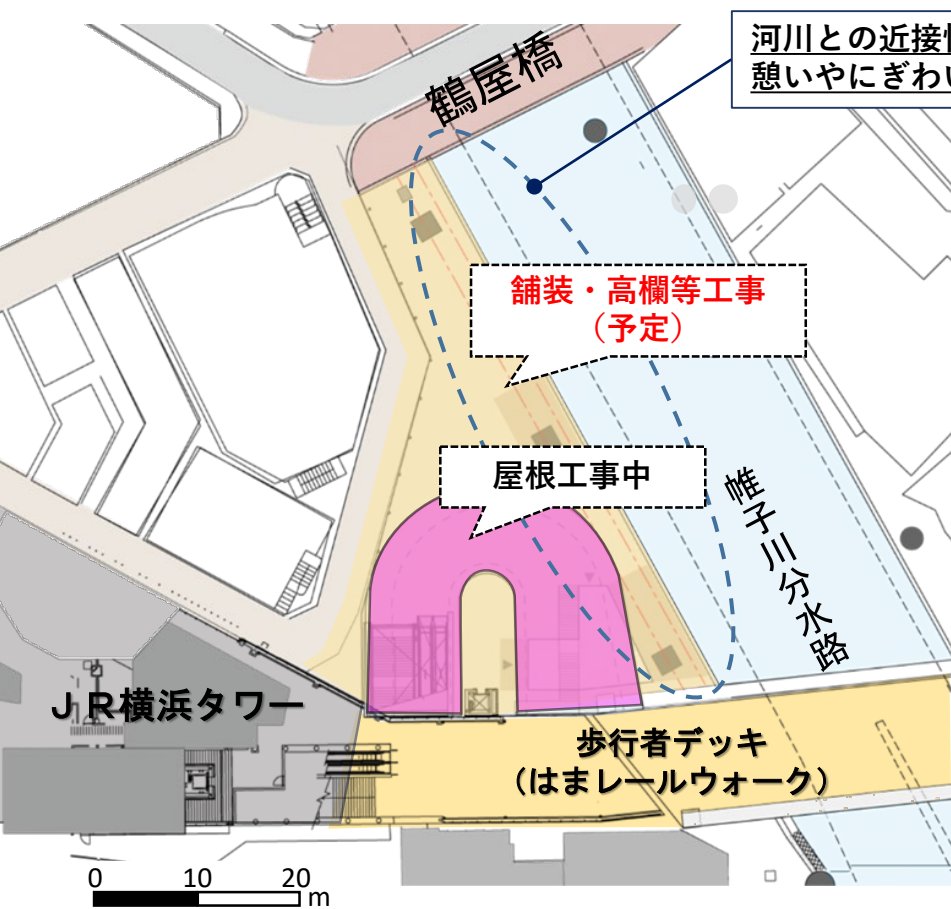 河川との近接
憩いやにぎわ
鶴屋橋
舗装・高欄等工事
（予定）
屋根工事中
帷子川分水路
ＪＲ横浜タワー
歩行者デッキ
（はまレールウォーク）
0 10 20
m